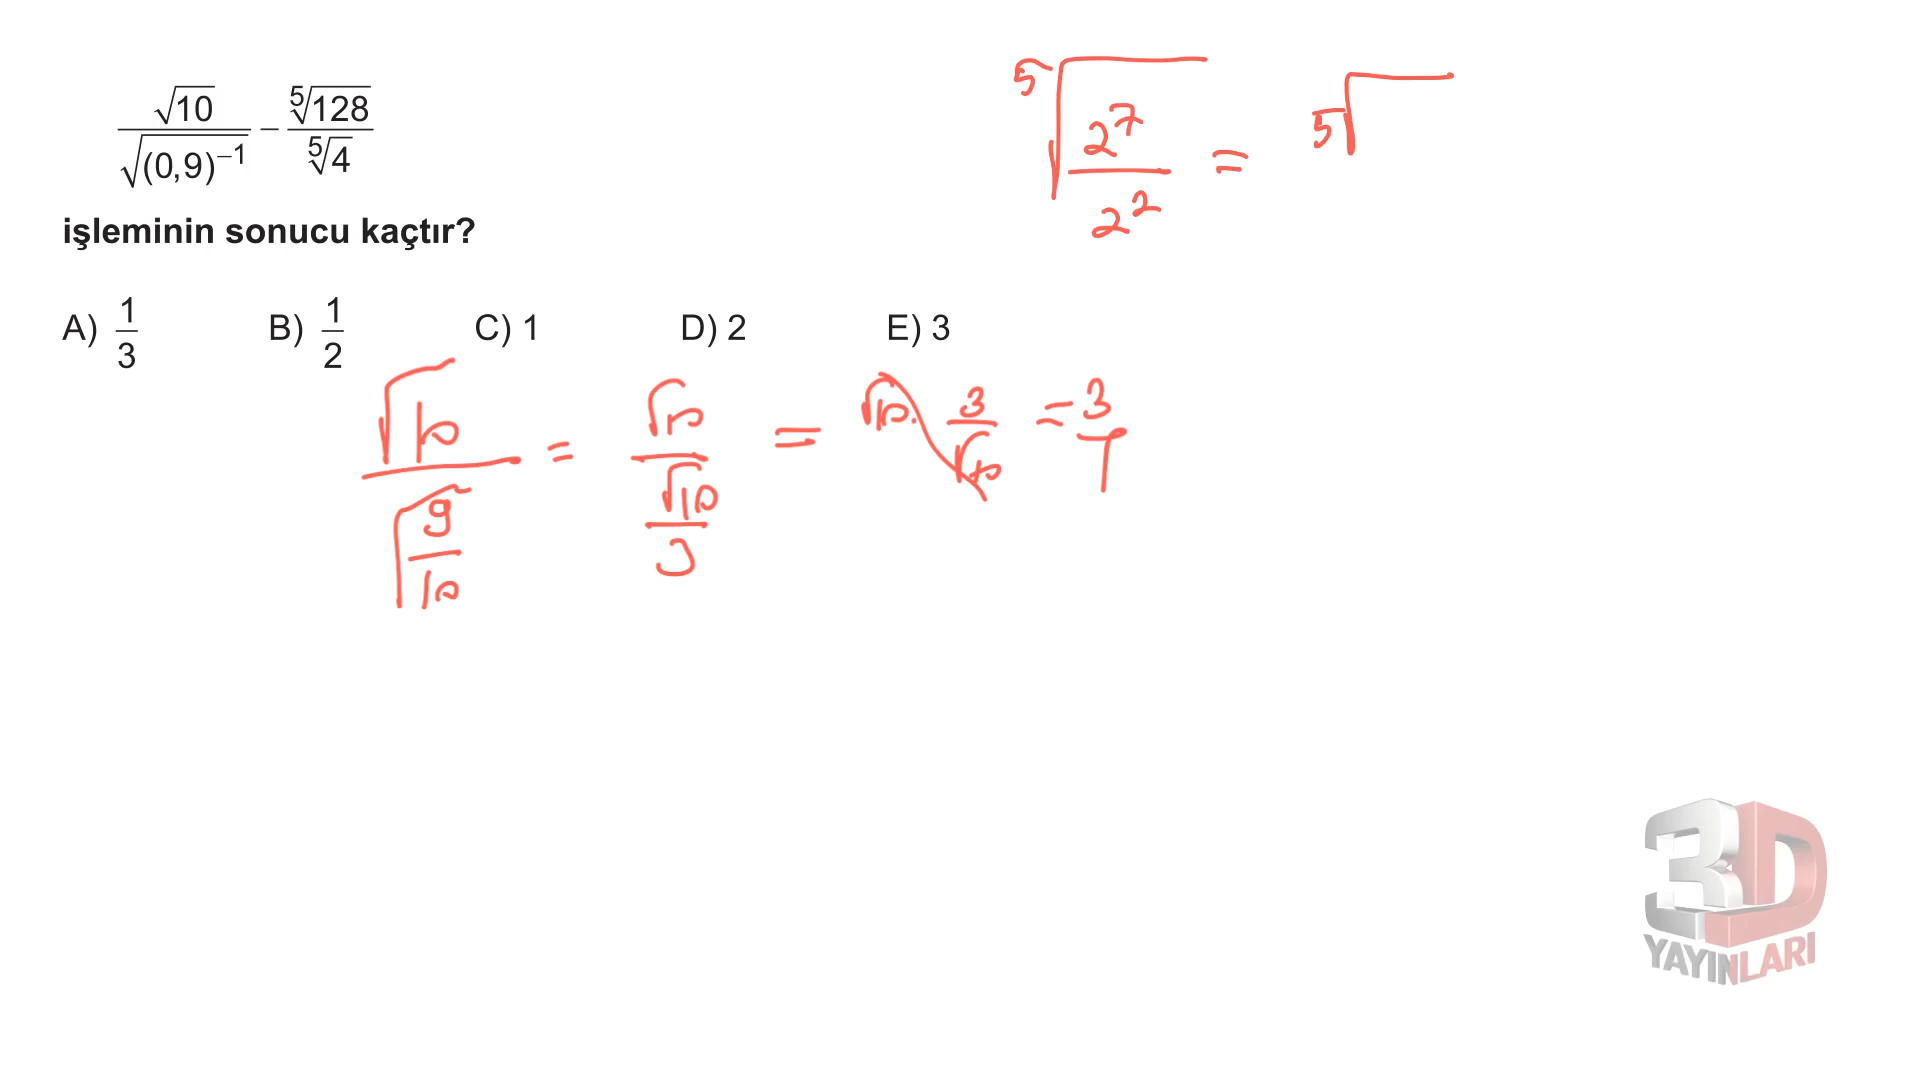 √10 / √(0,9)⁻¹ − ⁵√128 / ⁵√4
işleminin sonucu kaçtır?
A) 1/3 B) 1/2 C) 1 D) 2 E) 3
⁵√(2⁷/2²) = ⁵√
√10 / √(9/10) = √10 / (√10/3) = √10 · 3/√10 = 3/1
3D
YAYINLARI